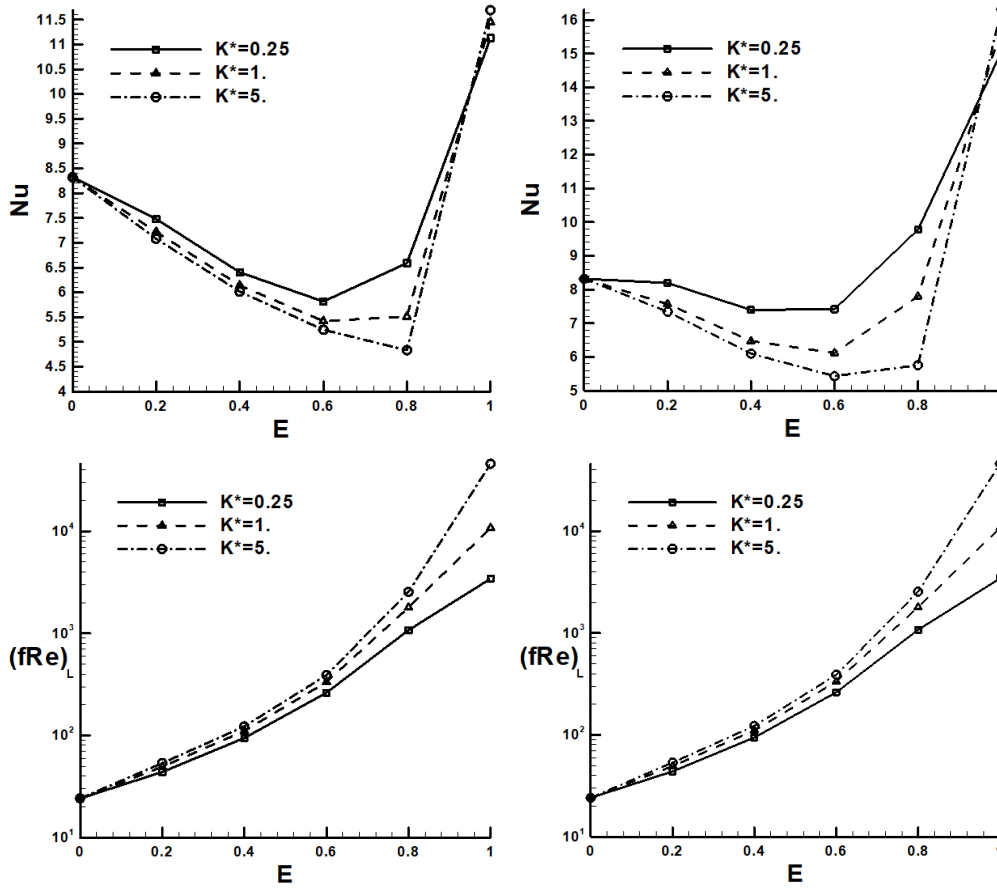 11.5
11
10.5
10
9.5
9
8.5
8
7.5
7
6.5
6
5.5
5
4.5
4
Nu
K*=0.25
K*=1.
K*=5.
0 0.2 0.4 0.6 0.8 1
E
16
15
14
13
12
11
10
9
8
7
6
5
Nu
K*=0.25
K*=1.
K*=5.
0 0.2 0.4 0.6 0.8
E
10^4
10^3
10^2
10^1
(fRe)_L
K*=0.25
K*=1.
K*=5.
0 0.2 0.4 0.6 0.8 1
E
10^4
10^3
10^2
10^1
(fRe)_L
K*=0.25
K*=1.
K*=5.
0 0.2 0.4 0.6 0.8
E